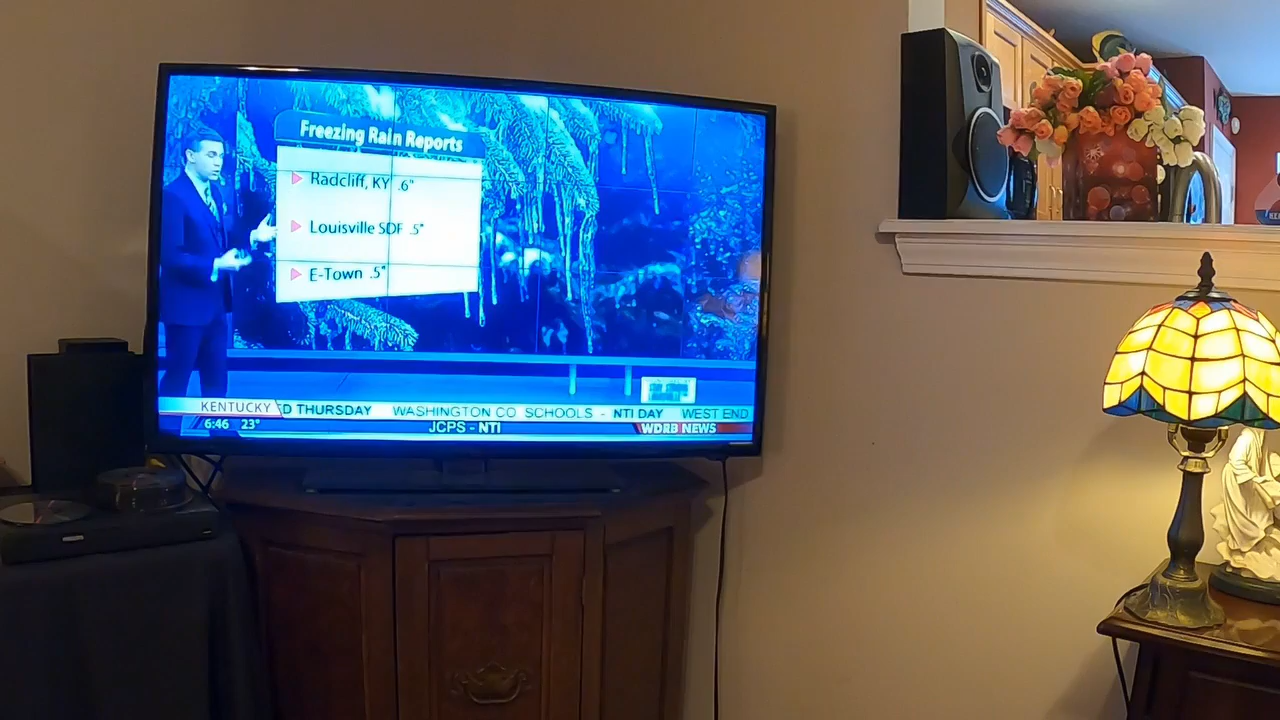 Freezing Rain Reports
Radcliff, KY .6"
Louisville SDF .5"
E-Town .5"
KENTUCKY D THURSDAY WASHINGTON CO SCHOOLS - NTI DAY WEST END
6:46 23° JCPS - NTI WDRB NEWS